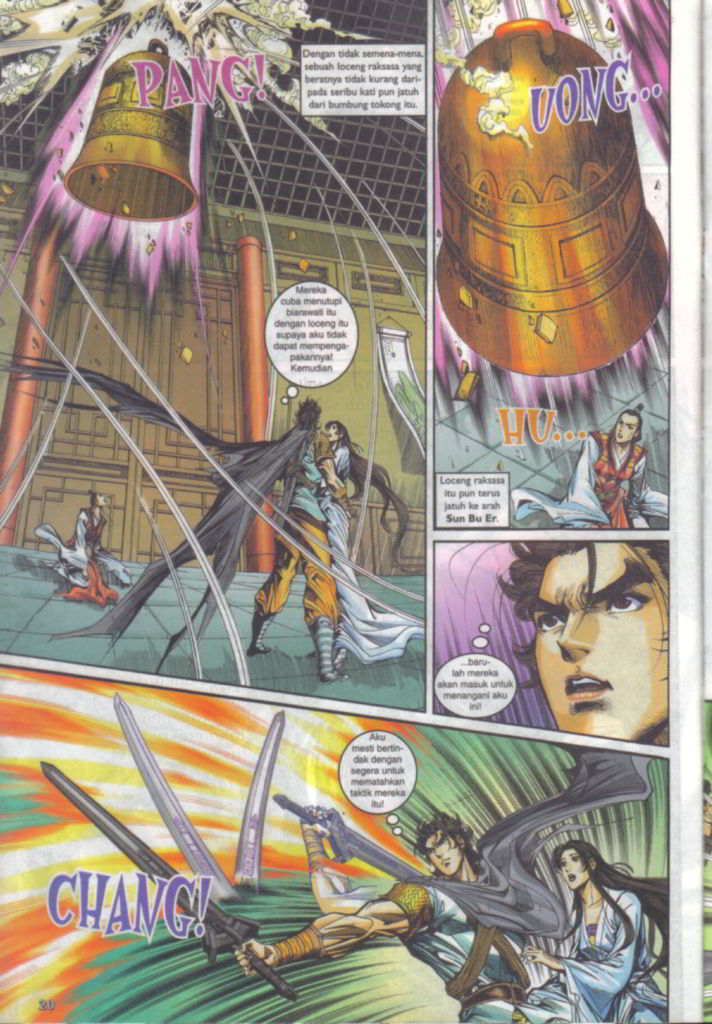 PANG!
Dengan tidak semena-mena,
sebuah loceng raksasa yang
beratnya tidak kurang dari-
pada seribu kati pun jatuh
dari bumbung tokong itu.
Mereka
cuba menutupi
biarawati itu
dengan loceng itu
supaya aku tidak
dapat mempenga-
pakannya!
Kemudian
UONG...
HU...
Loceng raksasa
itu pun terus
jatuh ke arah
Sun Bu Er.
...baru-
lah mereka
akan masuk untuk
menangani aku
ini!
Aku
mesti bertin-
dak dengan
segera untuk
mematahkan
taktik mereka
itu!
CHANG!
20